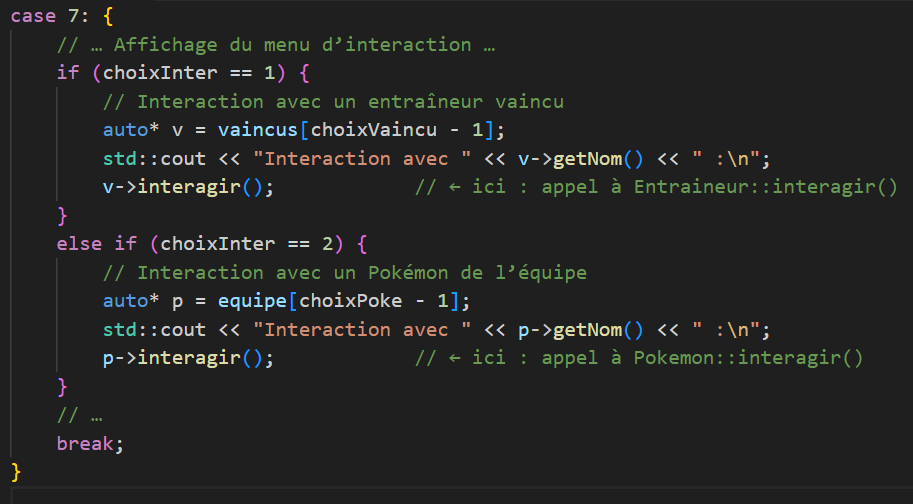 case 7: {
    // … Affichage du menu d’interaction …
    if (choixInter == 1) {
        // Interaction avec un entraîneur vaincu
        auto* v = vaincus[choixVaincu - 1];
        std::cout << "Interaction avec " << v->getNom() << " :\n";
        v->interagir();            // ← ici : appel à Entraineur::interagir()
    }
    else if (choixInter == 2) {
        // Interaction avec un Pokémon de l’équipe
        auto* p = equipe[choixPoke - 1];
        std::cout << "Interaction avec " << p->getNom() << " :\n";
        p->interagir();            // ← ici : appel à Pokemon::interagir()
    }
    // …
    break;
}